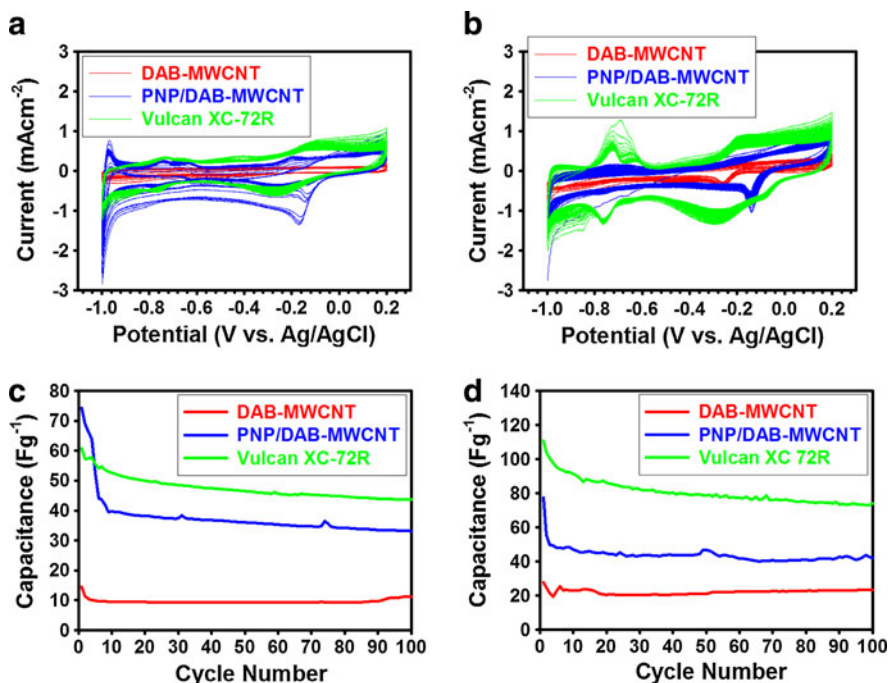 a
3
2
1
0
-1
-2
-3
Current (mAcm⁻²)
DAB-MWCNT
PNP/DAB-MWCNT
Vulcan XC-72R
-1.0 -0.8 -0.6 -0.4 -0.2 0.0 0.2
Potential (V vs. Ag/AgCl)
b
3
2
1
0
-1
-2
-3
Current (mAcm⁻²)
DAB-MWCNT
PNP/DAB-MWCNT
Vulcan XC-72R
-1.0 -0.8 -0.6 -0.4 -0.2 0.0 0.2
Potential (V vs. Ag/AgCl)
c
80
70
60
50
40
30
20
10
0
Capacitance (Fg⁻¹)
DAB-MWCNT
PNP/DAB-MWCNT
Vulcan XC-72R
0 10 20 30 40 50 60 70 80 90 100
Cycle Number
d
140
120
100
80
60
40
20
0
Capacitance (Fg⁻¹)
DAB-MWCNT
PNP/DAB-MWCNT
Vulcan XC 72R
0 10 20 30 40 50 60 70 80 90 100
Cycle Number